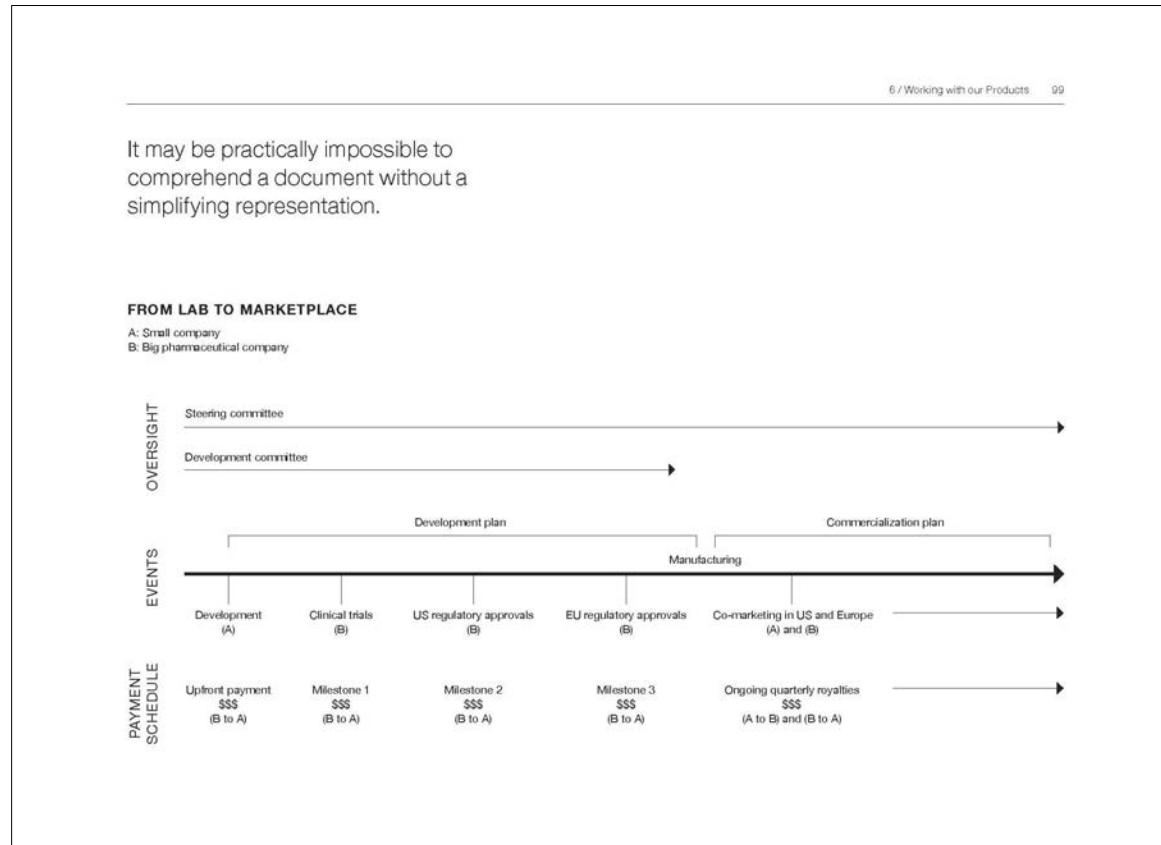 6 / Working with our Products 99
It may be practically impossible to
comprehend a document without a
simplifying representation.
FROM LAB TO MARKETPLACE
A: Small company
B: Big pharmaceutical company
OVERSIGHT
Steering committee
Development committee
EVENTS
Development plan
Commercialization plan
Manufacturing
Development
(A)
Clinical trials
(B)
US regulatory approvals
(B)
EU regulatory approvals
(B)
Co-marketing in US and Europe
(A) and (B)
PAYMENT
SCHEDULE
Upfront payment
$$$
(B to A)
Milestone 1
$$$
(B to A)
Milestone 2
$$$
(B to A)
Milestone 3
$$$
(B to A)
Ongoing quarterly royalties
$$$
(A to B) and (B to A)